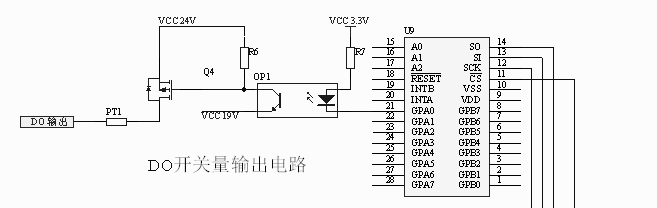 VCC24V
VCC3.3V
U9
R6
R7
Q4
OP1
VCC19V
PT1
DO输出
DO开关量输出电路
15 A0 SO 14
16 A1 SI 13
17 A2 SCK 12
18 RESET CS 11
19 INTB VSS 10
20 INTA VDD 9
21 GPA0 GPB7 8
22 GPA1 GPB6 7
23 GPA2 GPB5 6
24 GPA3 GPB4 5
25 GPA4 GPB3 4
26 GPA5 GPB2 3
27 GPA6 GPB1 2
28 GPA7 GPB0 1